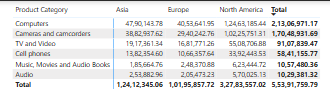 Product Category Asia Europe North America Total
Computers 47,90,143.78 40,53,641.95 1,24,63,185.44 2,13,06,971.17
Cameras and camcorders 38,82,937.62 29,40,242.76 1,02,25,751.31 1,70,48,931.69
TV and Video 19,17,361.34 16,81,771.26 55,08,706.88 91,07,839.47
Cell phones 13,82,354.60 10,66,357.64 33,92,443.53 58,41,155.77
Music, Movies and Audio Books 1,85,664.76 2,48,370.88 6,23,444.72 10,57,480.36
Audio 2,53,882.96 2,05,473.23 5,70,025.13 10,29,381.32
Total 1,24,12,345.06 1,01,95,857.72 3,27,83,557.01 5,53,91,759.79